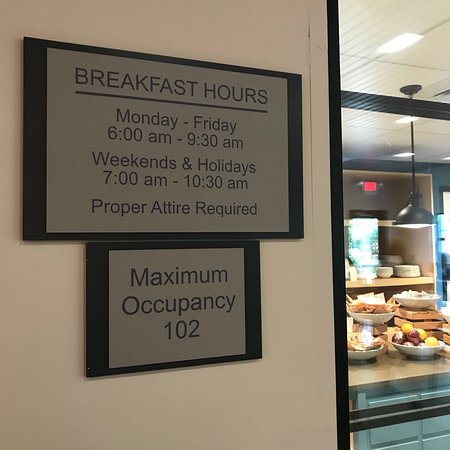 BREAKFAST HOURS
Monday - Friday
6:00 am - 9:30 am
Weekends & Holidays
7:00 am - 10:30 am
Proper Attire Required
Maximum
Occupancy
102